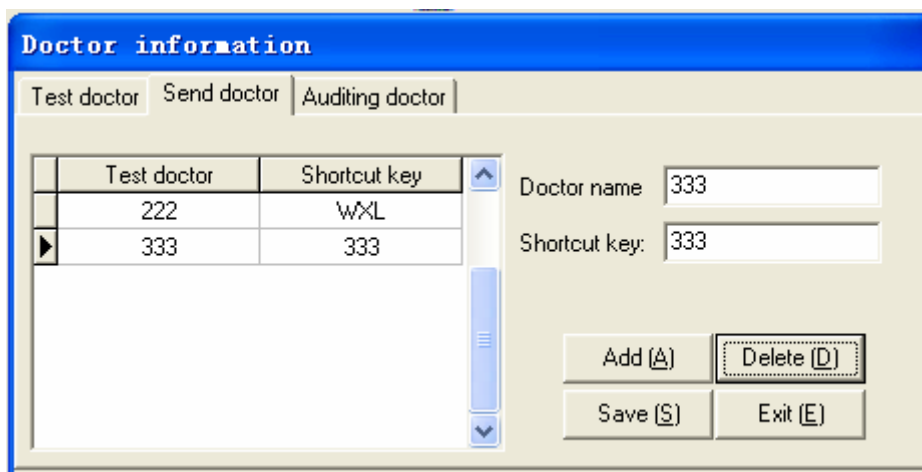 Doctor information
Test doctor Send doctor Auditing doctor
Test doctor Shortcut key
222 WXL
333 333
Doctor name 333
Shortcut key: 333
Add (A) Delete (D)
Save (S) Exit (E)